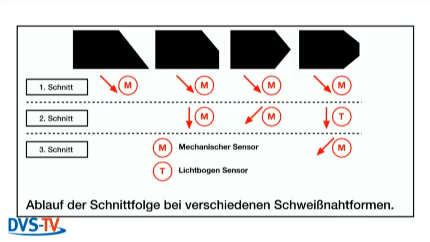 1. Schnitt M M M M
2. Schnitt M M T
3. Schnitt M
M Mechanischer Sensor
T Lichtbogen Sensor
Ablauf der Schnittfolge bei verschiedenen Schweißnahtformen.
DVS-TV